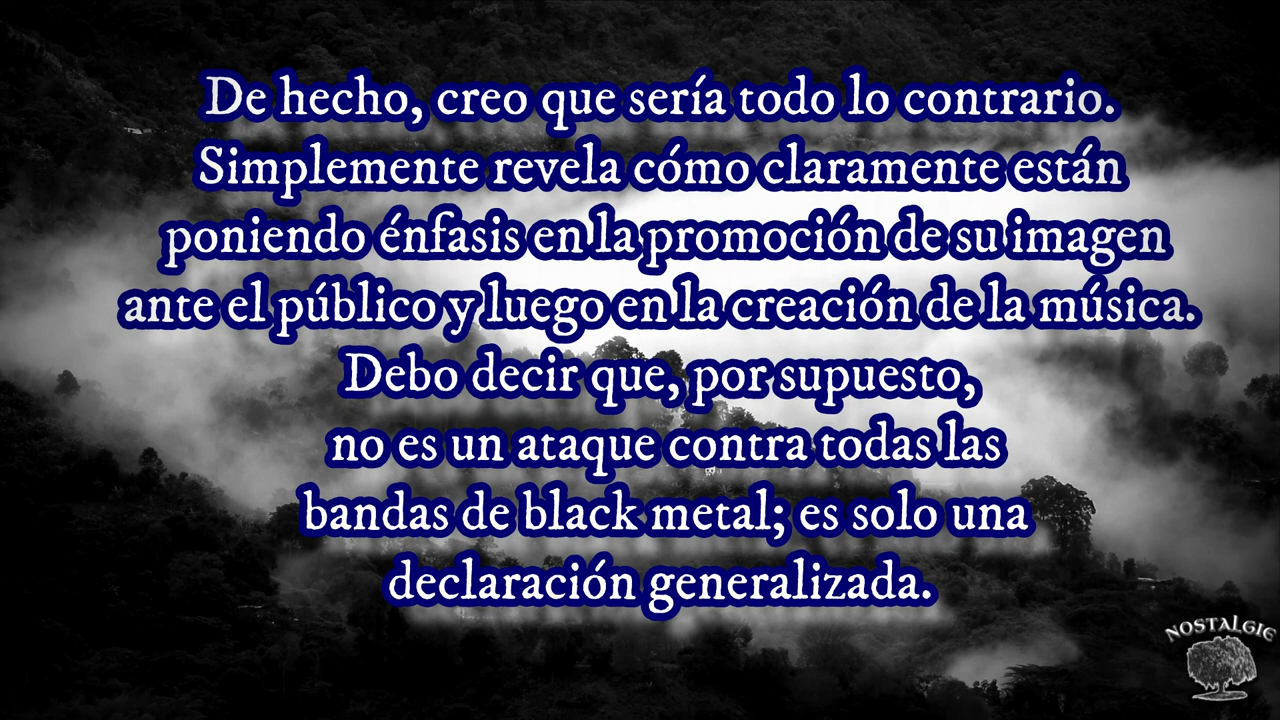 De hecho, creo que sería todo lo contrario.
Simplemente revela cómo claramente están
poniendo énfasis en la promoción de su imagen
ante el público y luego en la creación de la música.
Debo decir que, por supuesto,
no es un ataque contra todas las
bandas de black metal; es solo una
declaración generalizada.
NOSTALGIE